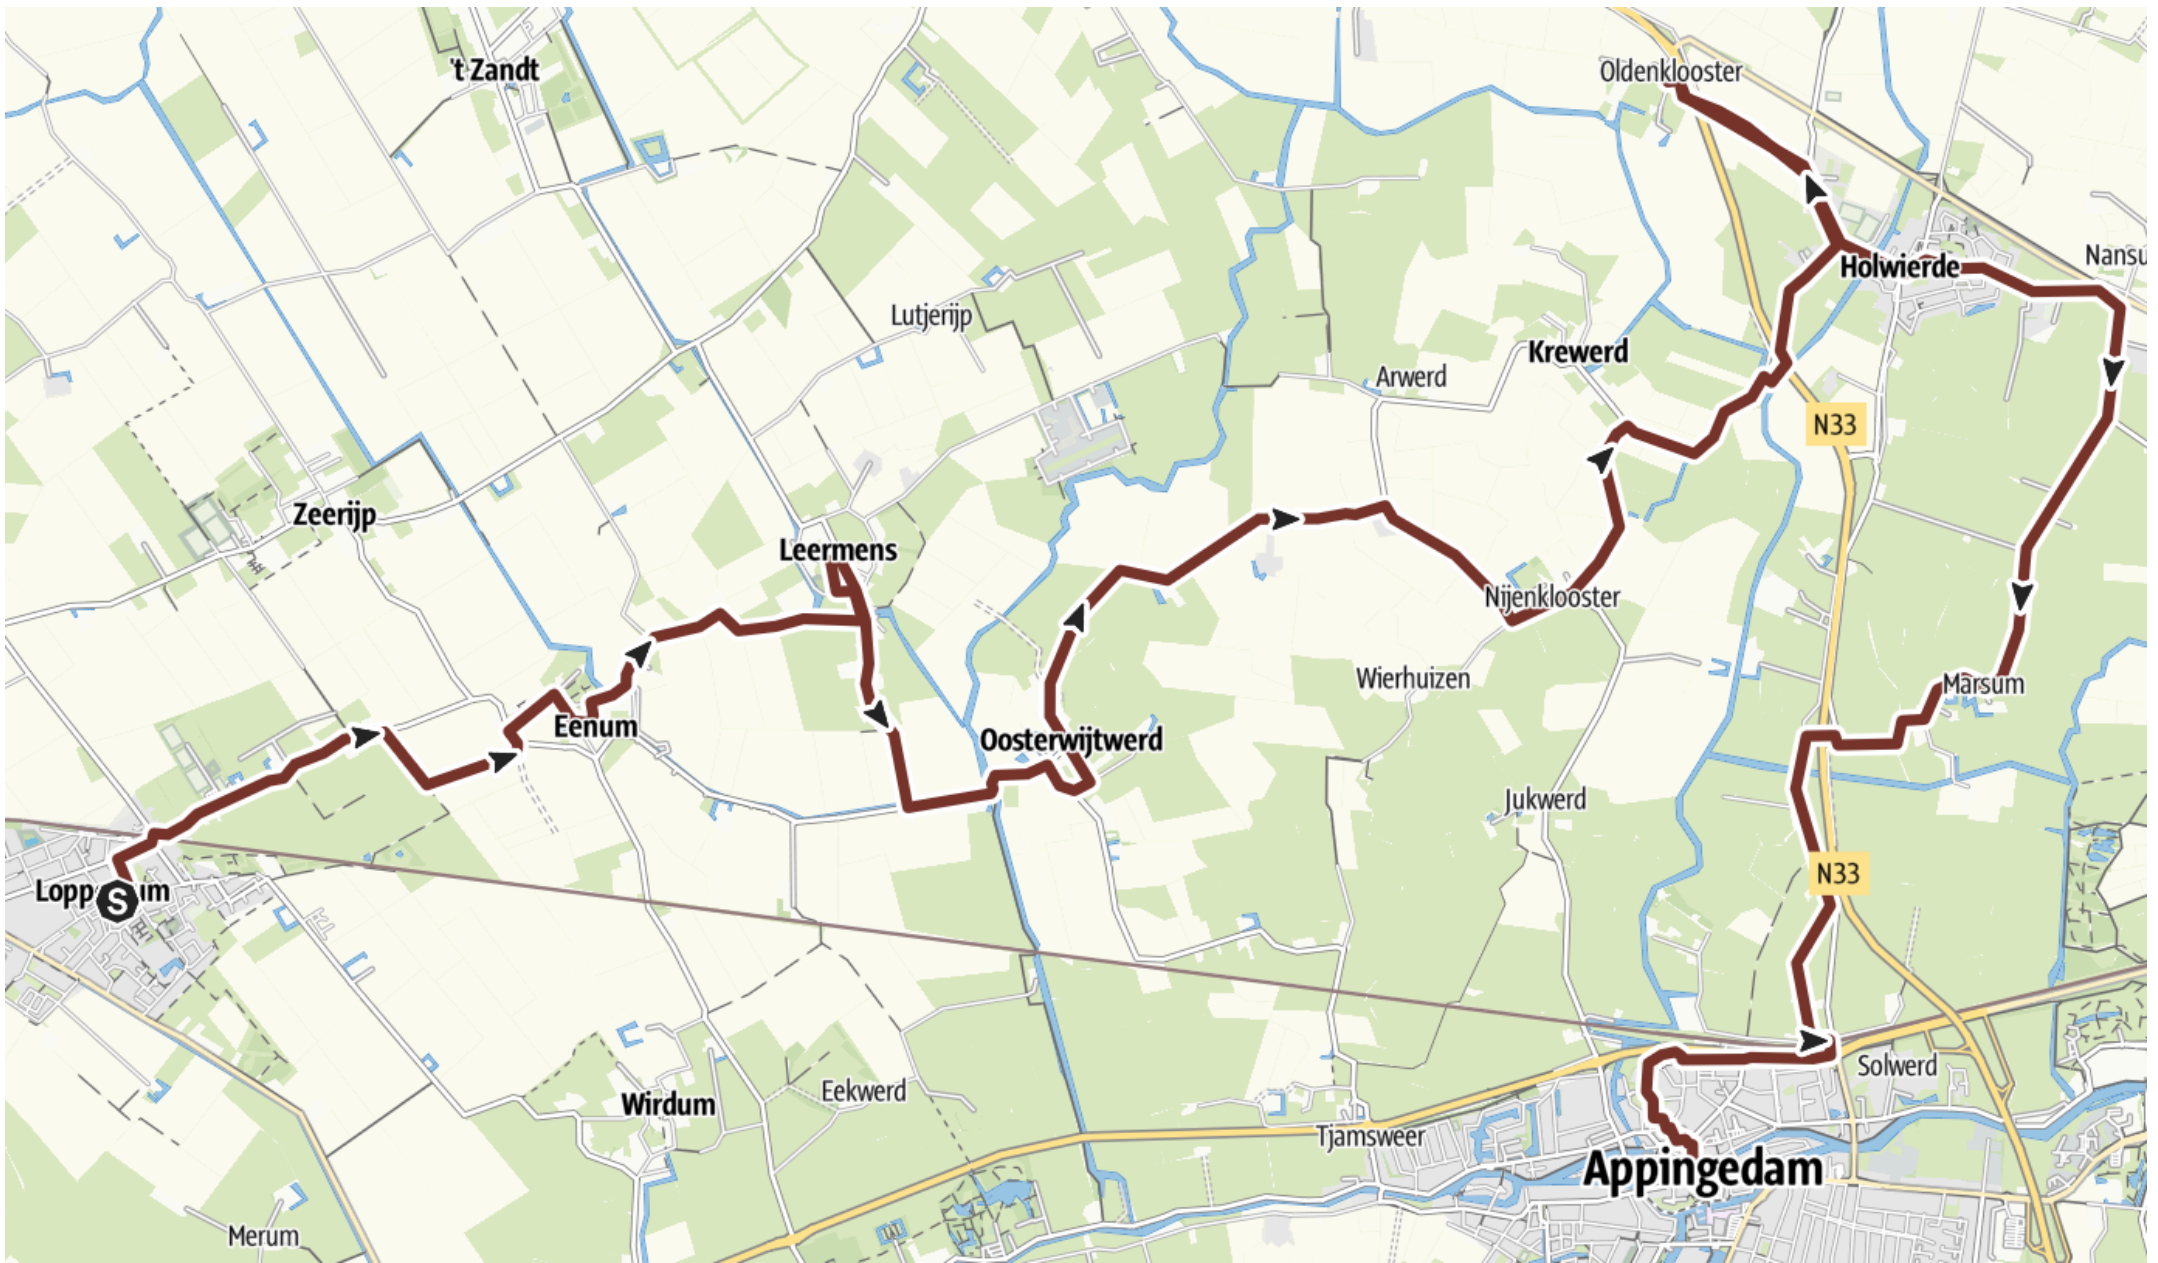 't Zandt
Oldenklooster
Holwierde
Nansu
Lutjerijp
Krewerd
Arwerd
N33
Zeerijp
Leermens
Nijenklooster
Wierhuizen
Marsum
Eenum
Oosterwijtwerd
Jukwerd
N33
Lopp S um
Solwerd
Eekwerd
Wirdum
Tjamsweer
Appingedam
Merum